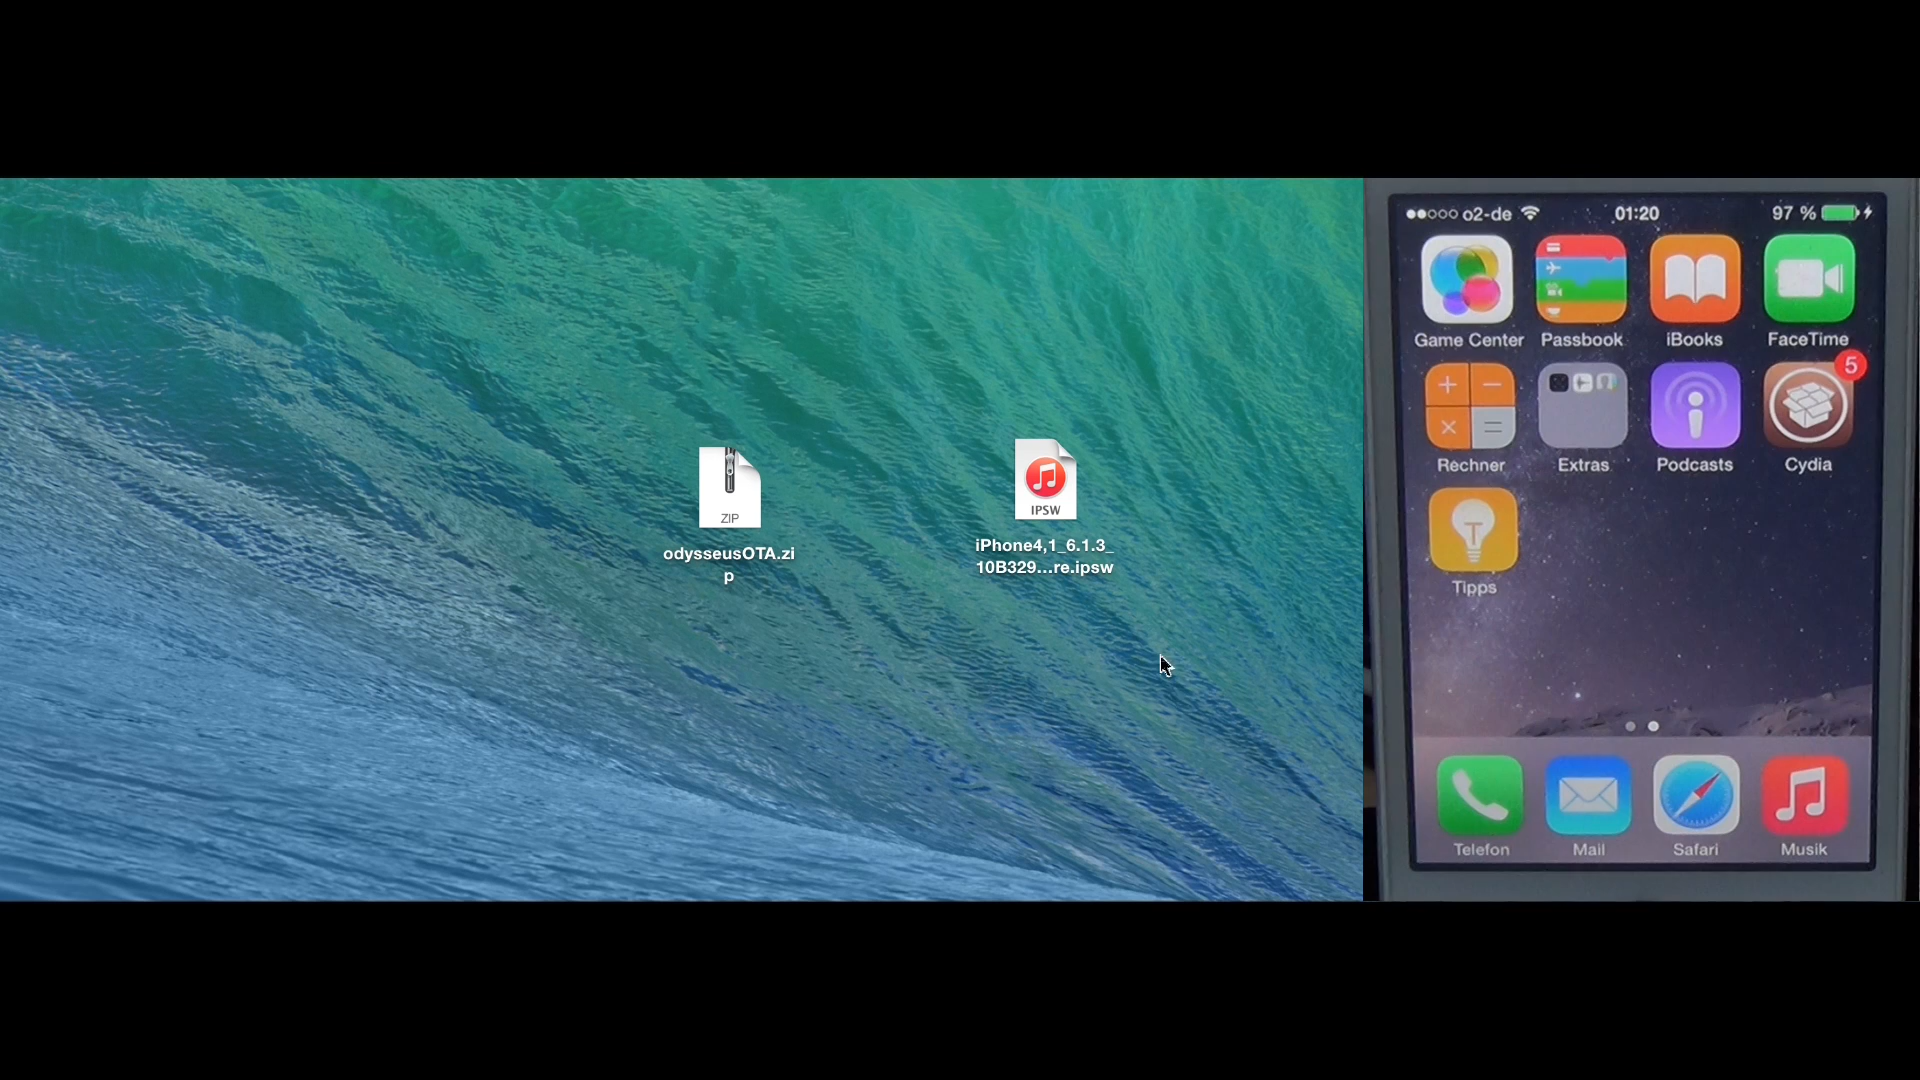 odysseusOTA.zi
p
ZIP
iPhone4,1_6.1.3_
10B329...re.ipsw
IPSW
o2-de 01:20 97 %
Game Center Passbook iBooks FaceTime
5
Rechner Extras Podcasts Cydia
Tipps
Telefon Mail Safari Musik